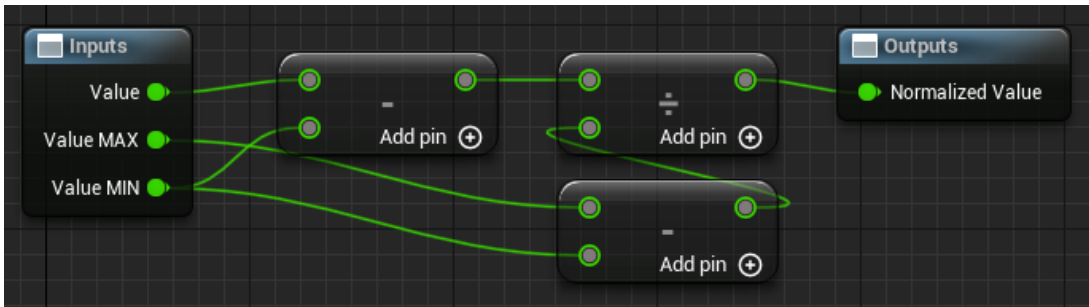 Inputs
Value
Value MAX
Value MIN
-
Add pin
÷
Add pin
-
Add pin
Outputs
Normalized Value